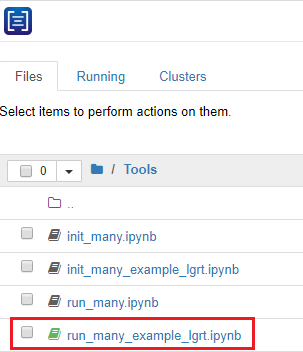 Files Running Clusters
Select items to perform actions on them.
0 / Tools
..
init_many.ipynb
init_many_example_lgrt.ipynb
run_many.ipynb
run_many_example_lgrt.ipynb